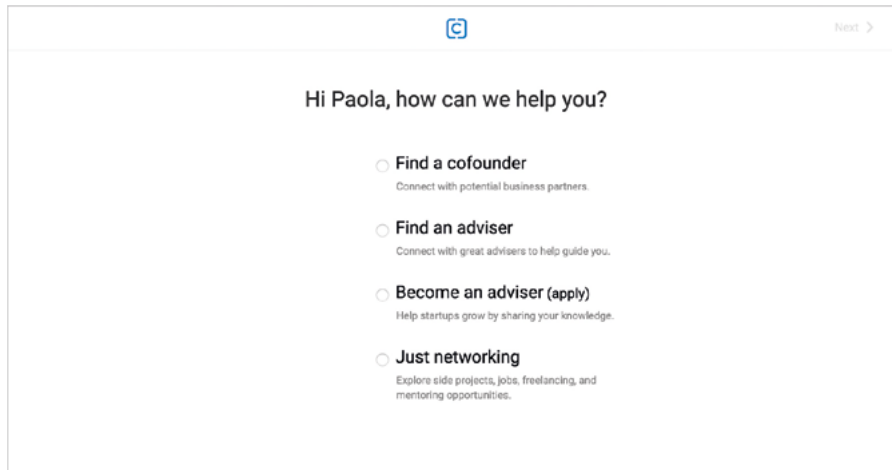 Next
Hi Paola, how can we help you?
Find a cofounder
Connect with potential business partners.
Find an adviser
Connect with great advisers to help guide you.
Become an adviser (apply)
Help startups grow by sharing your knowledge.
Just networking
Explore side projects, jobs, freelancing, and
mentoring opportunities.